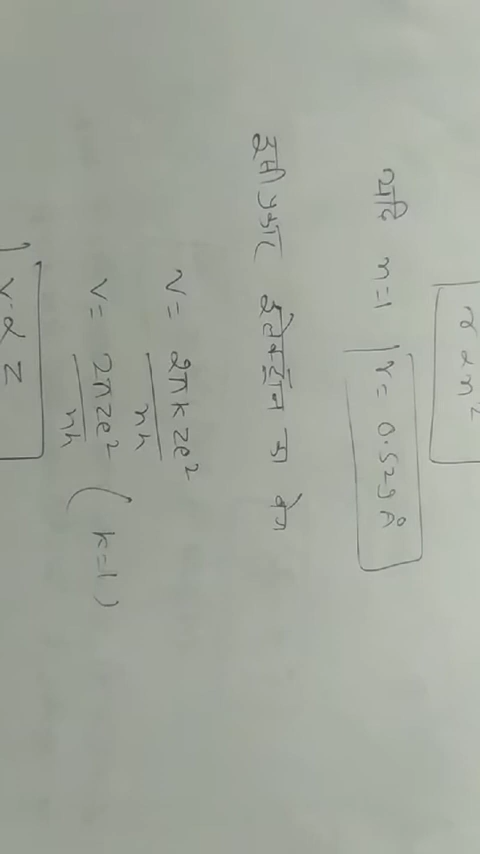 r ∝ n²
यदि n=1 | r = 0.529 Å
इसी प्रकार इलेक्ट्रॉन का वेग
v = 2πkze² / nh
v = 2πze² / nh (k=1)
v ∝ z